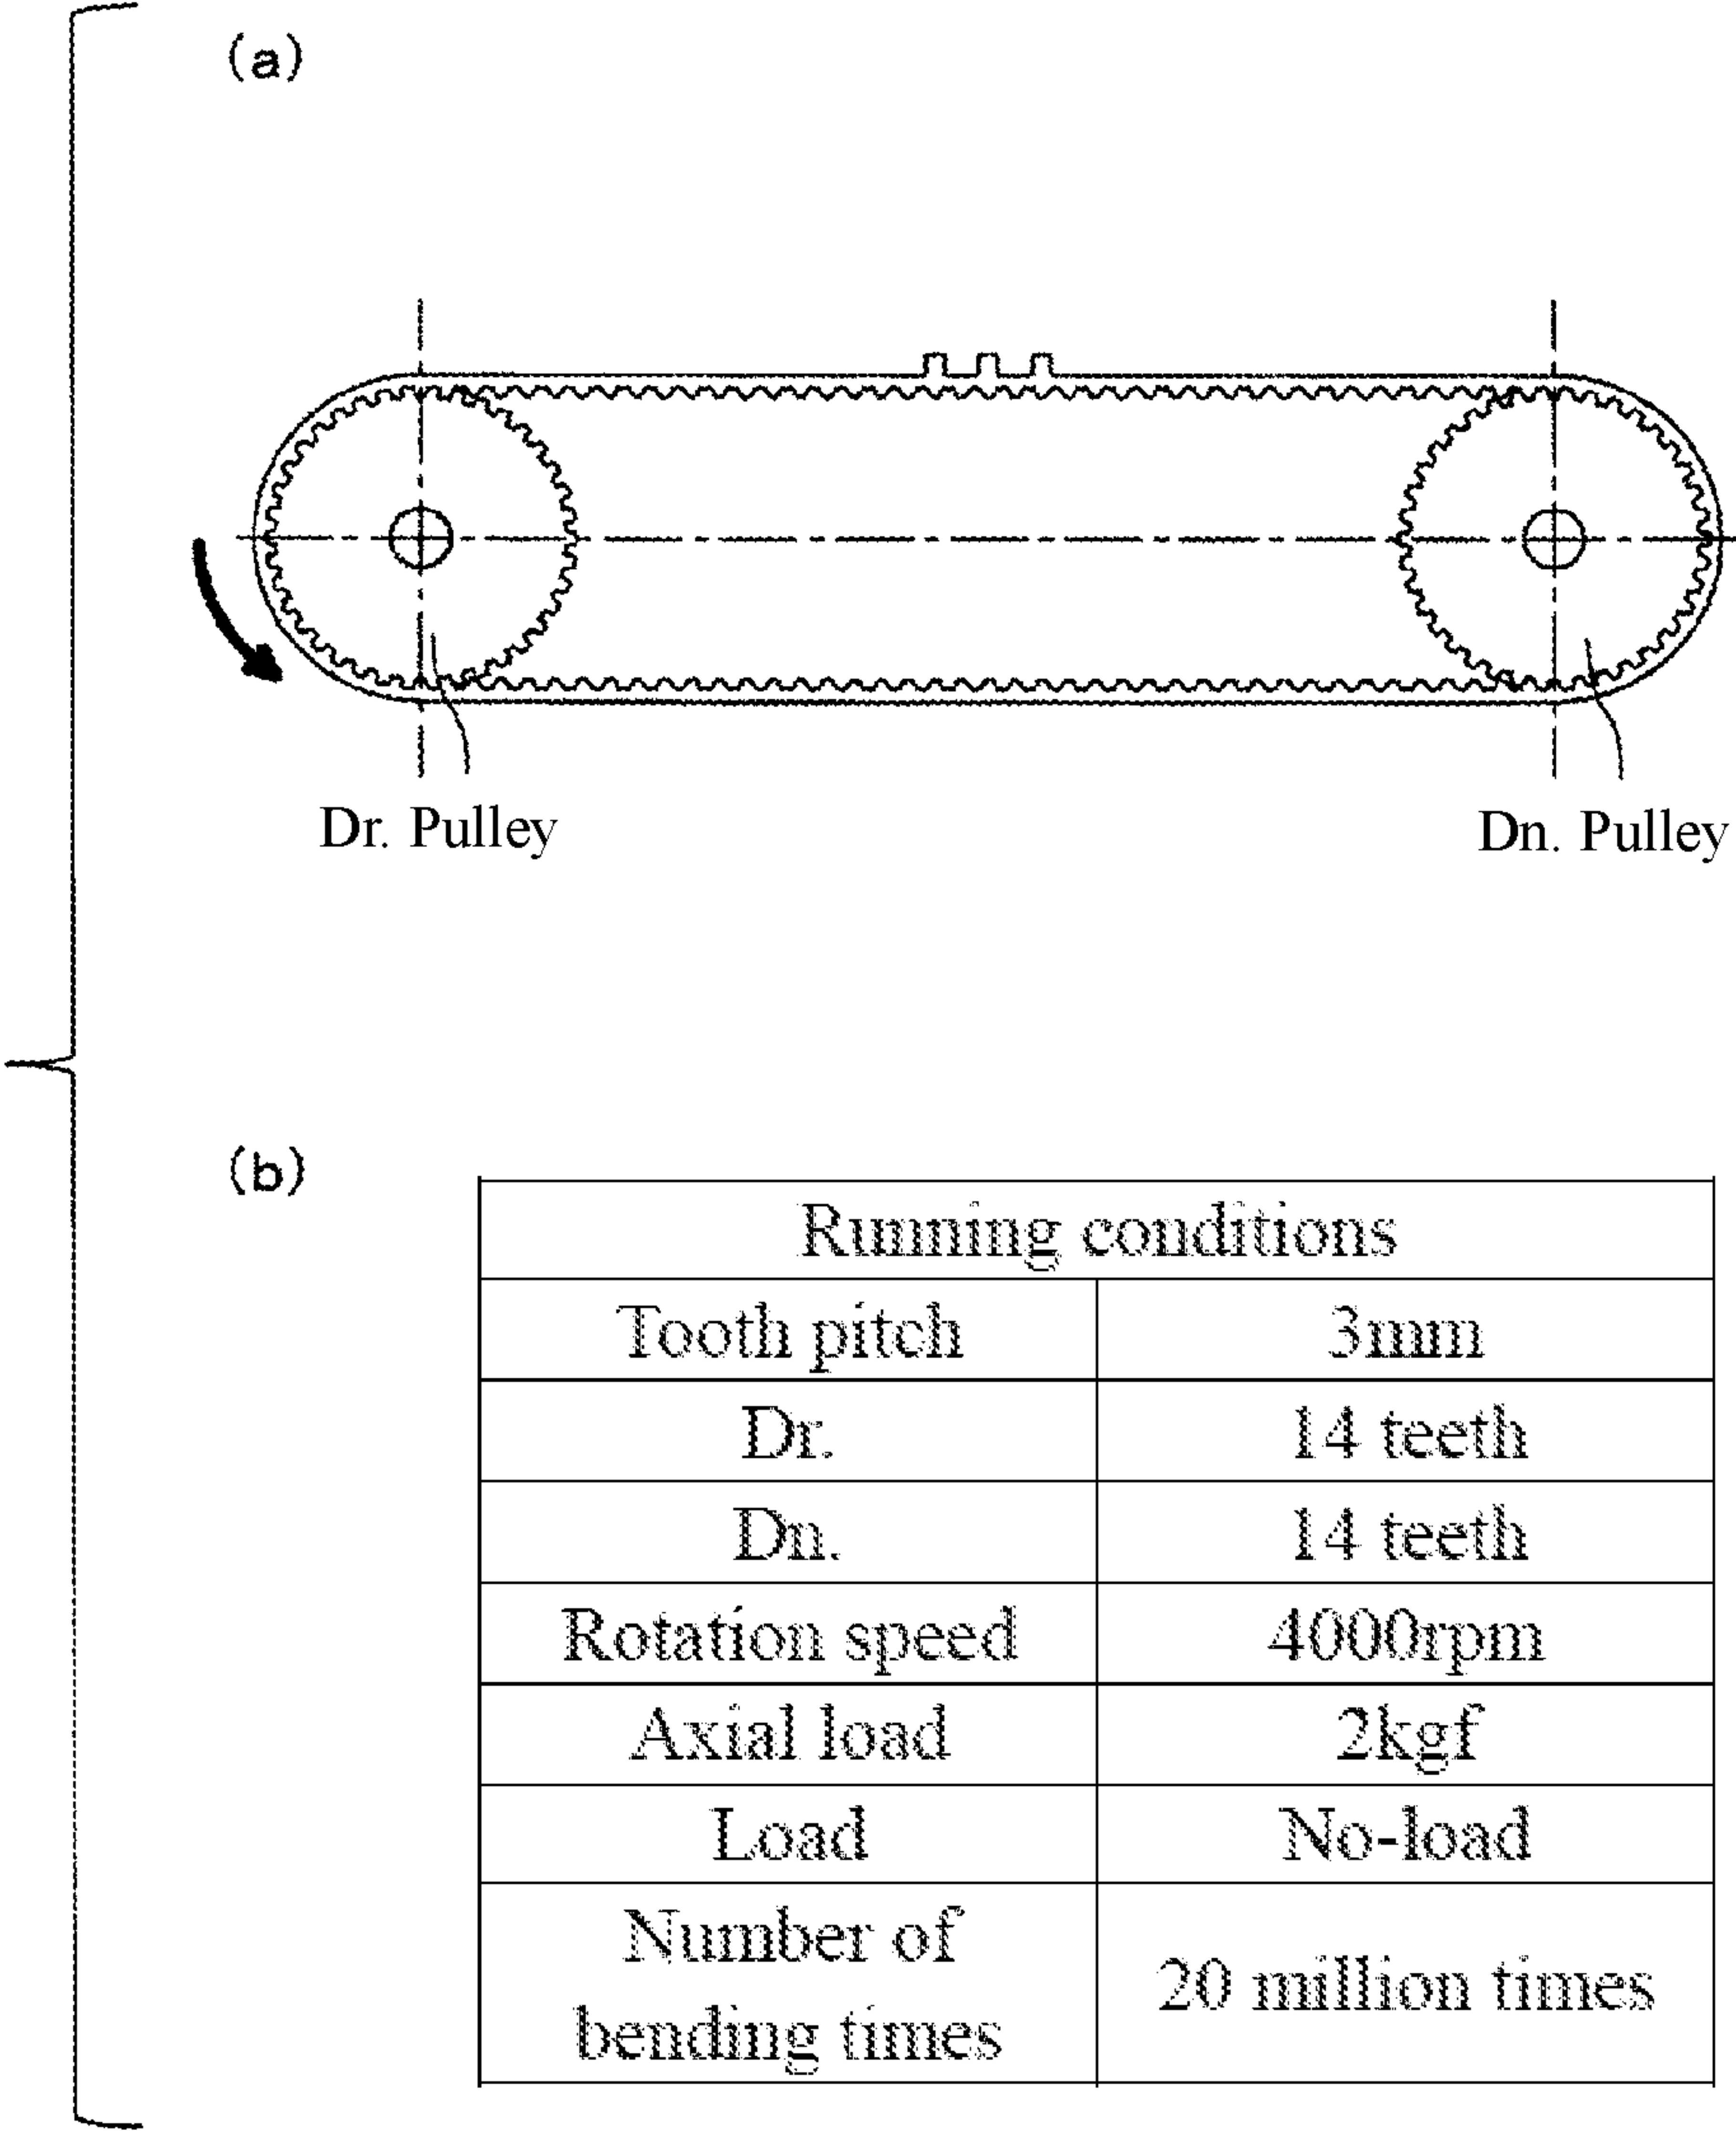 (a)
Dr. Pulley
Dn. Pulley
(b)
Running conditions
Tooth pitch 3mm
Dr. 14 teeth
Dn. 14 teeth
Rotation speed 4000rpm
Axial load 2kgf
Load No-load
Number of
bending times 20 million times